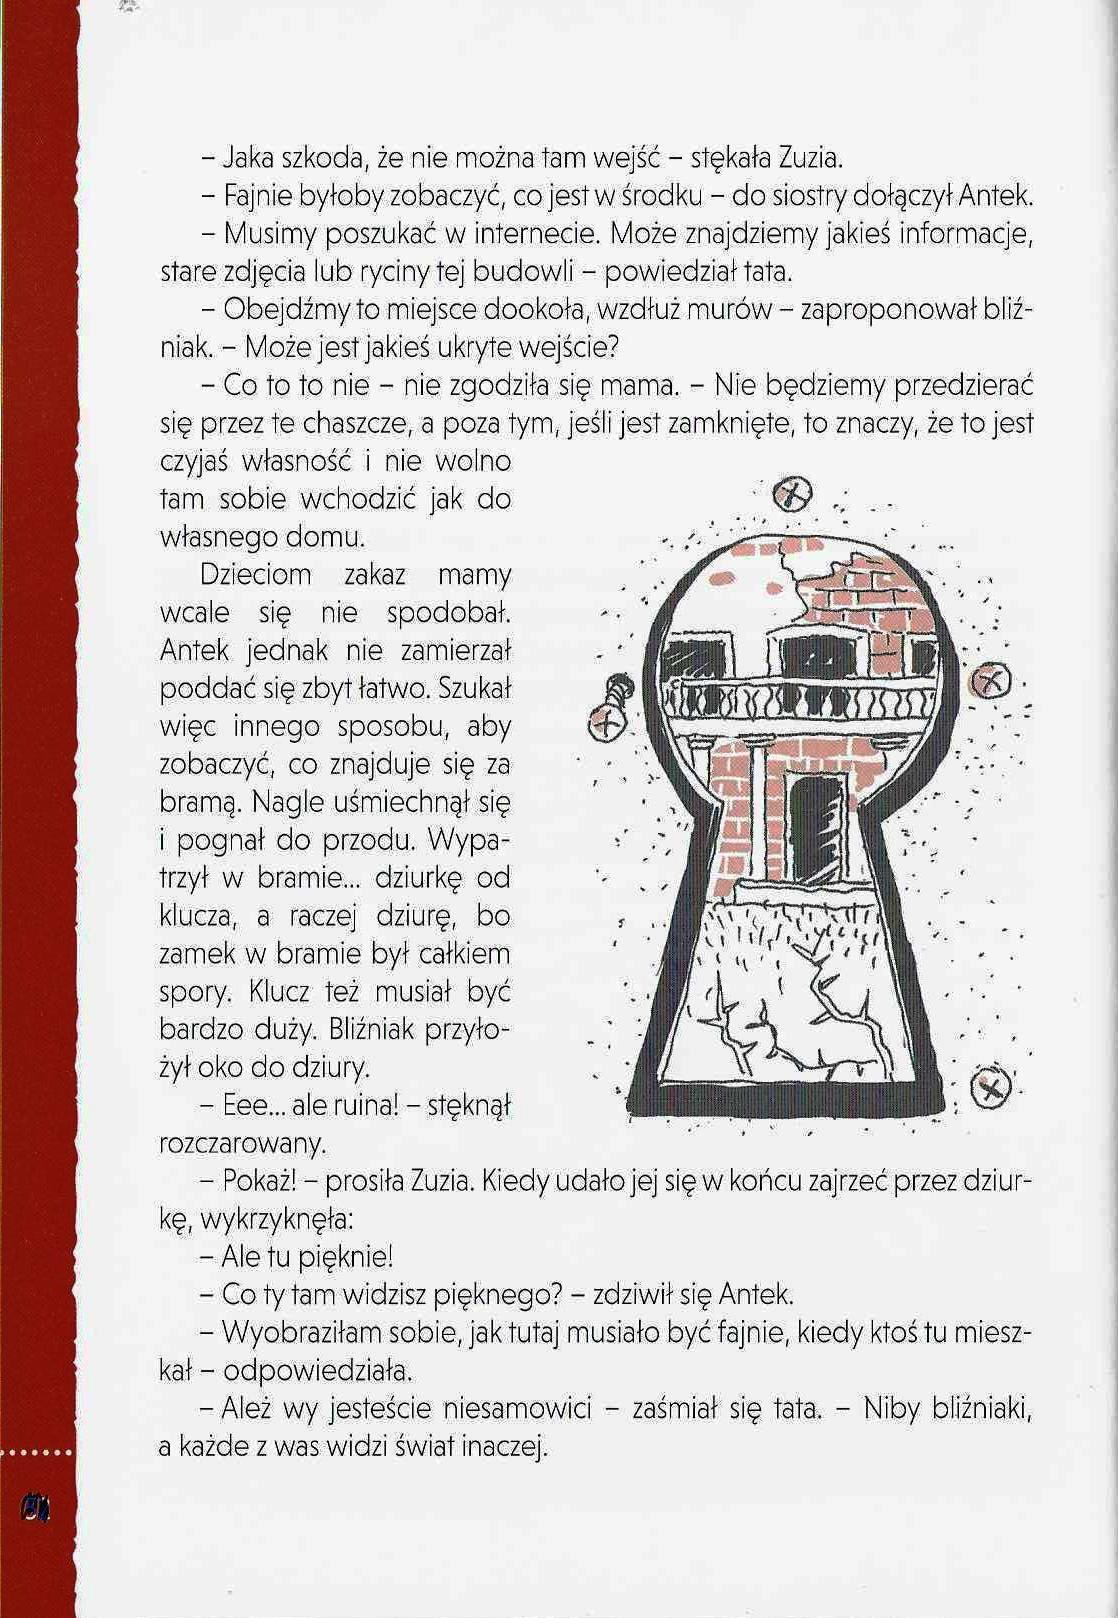 – Jaka szkoda, że nie można tam wejść – stękała Zuzia.
– Fajnie byłoby zobaczyć, co jest w środku – do siostry dołączył Antek.
– Musimy poszukać w internecie. Może znajdziemy jakieś informacje,
stare zdjęcia lub ryciny tej budowli – powiedział tata.
– Obejdźmy to miejsce dookoła, wzdłuż murów – zaproponował bliź-
niak. – Może jest jakieś ukryte wejście?
– Co to to nie – nie zgodziła się mama. – Nie będziemy przedzierać
się przez te chaszcze, a poza tym, jeśli jest zamknięte, to znaczy, że to jest
czyjaś własność i nie wolno
tam sobie wchodzić jak do
własnego domu.
Dzieciom zakaz mamy
wcale się nie spodobał.
Antek jednak nie zamierzał
poddać się zbyt łatwo. Szukał
więc innego sposobu, aby
zobaczyć, co znajduje się za
bramą. Nagle uśmiechnął się
i pognał do przodu. Wypa-
trzył w bramie... dziurkę od
klucza, a raczej dziurę, bo
zamek w bramie był całkiem
spory. Klucz też musiał być
bardzo duży. Bliźniak przyło-
żył oko do dziury.
– Eee... ale ruina! – stęknął
rozczarowany.
– Pokaż! – prosiła Zuzia. Kiedy udało jej się w końcu zajrzeć przez dziur-
kę, wykrzyknęła:
– Ale tu pięknie!
– Co ty tam widzisz pięknego? – zdziwił się Antek.
– Wyobraziłam sobie, jak tutaj musiało być fajnie, kiedy ktoś tu miesz-
kał – odpowiedziała.
– Ależ wy jesteście niesamowici – zaśmiał się tata. – Niby bliźniaki,
a każde z was widzi świat inaczej.